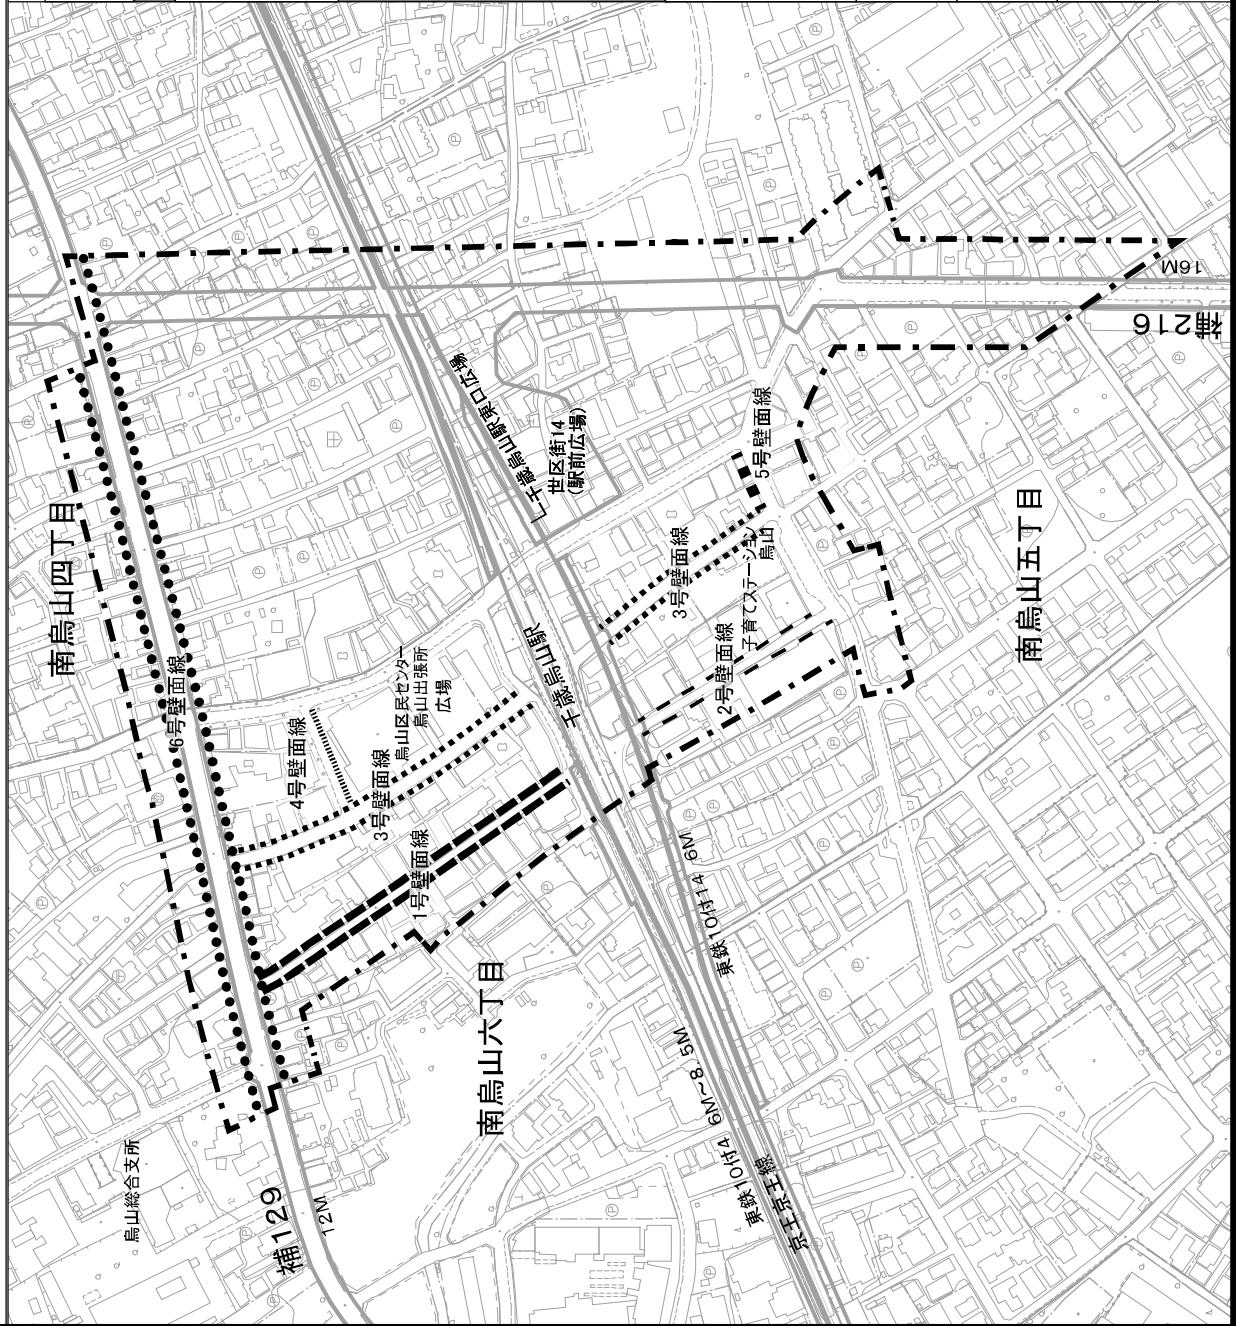 南烏山四丁目
6号壁面線
4号壁面線
3号壁面線
烏山区民センター
烏山出張所
広場
1号壁面線
南烏山六丁目
烏山総合支所
補129
12M
千歳烏山駅東口広場
世区街14
(駅前広場)
千歳烏山駅
5号壁面線
3号壁面線
子育てステーション
烏山
2号壁面線
南烏山五丁目
16M
補216
東鉄10付14 6M
東鉄10付4 6M~8.5M
京王京王線